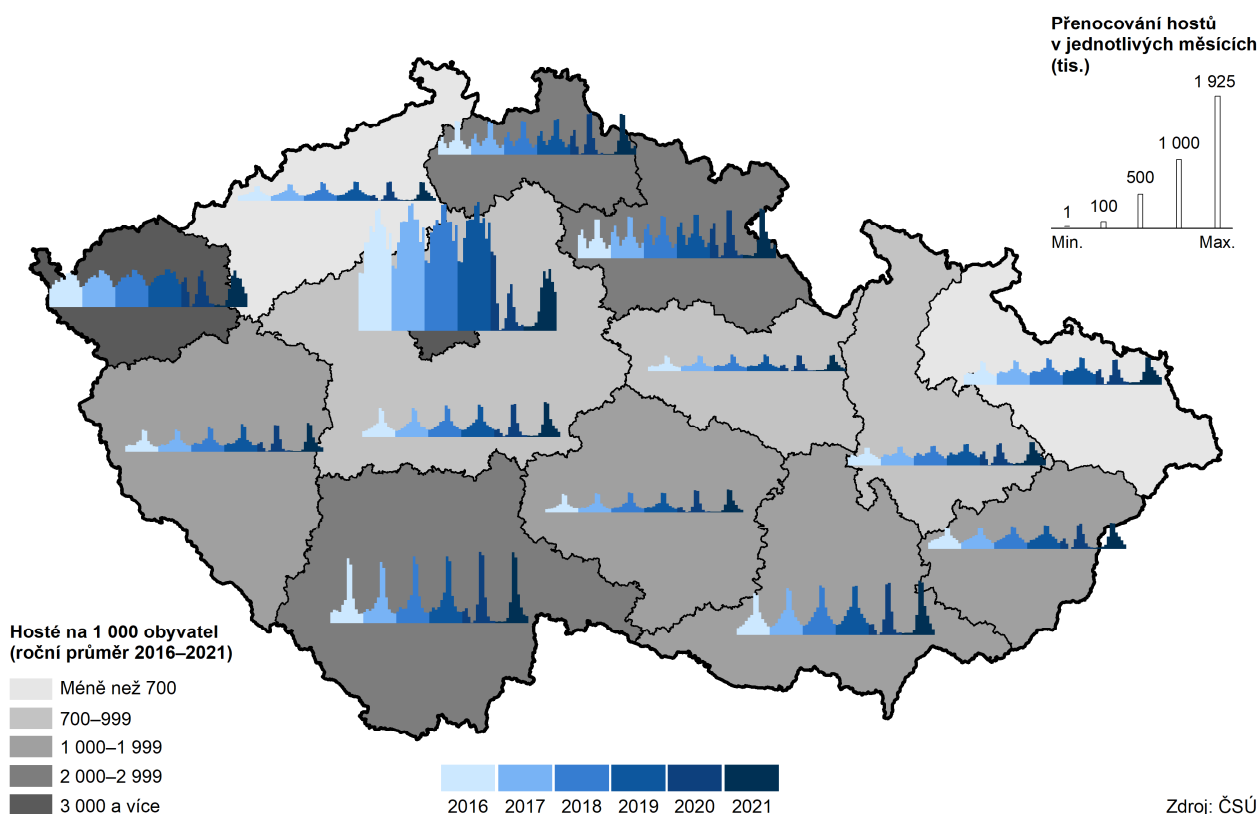 Přenocování hostů
v jednotlivých měsících
(tis.)
1 925
1 000
500
100
1
Min.
Max.
Hosté na 1 000 obyvatel
(roční průměr 2016–2021)
Méně než 700
700–999
1 000–1 999
2 000–2 999
3 000 a více
2016 2017 2018 2019 2020 2021
Zdroj: ČSÚ